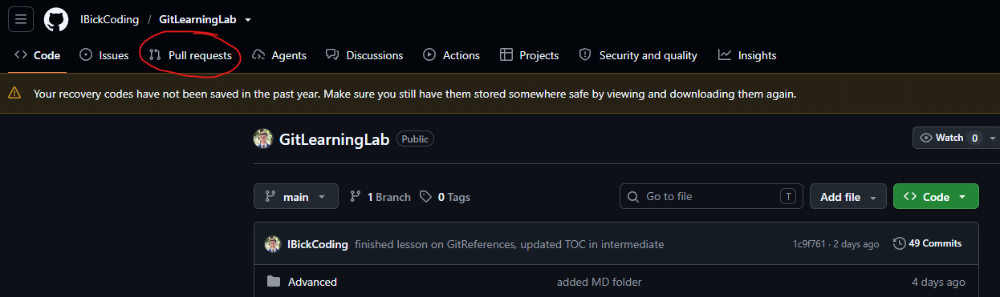 IBickCoding / GitLearningLab
Code Issues Pull requests Agents Discussions Actions Projects Security and quality Insights
Your recovery codes have not been saved in the past year. Make sure you still have them stored somewhere safe by viewing and downloading them again.
GitLearningLab Public Watch 0
main 1 Branch 0 Tags Go to file T Add file Code
IBickCoding finished lesson on GitReferences, updated TOC in intermediate 1c9f761 · 2 days ago 49 Commits
Advanced added MD folder 4 days ago